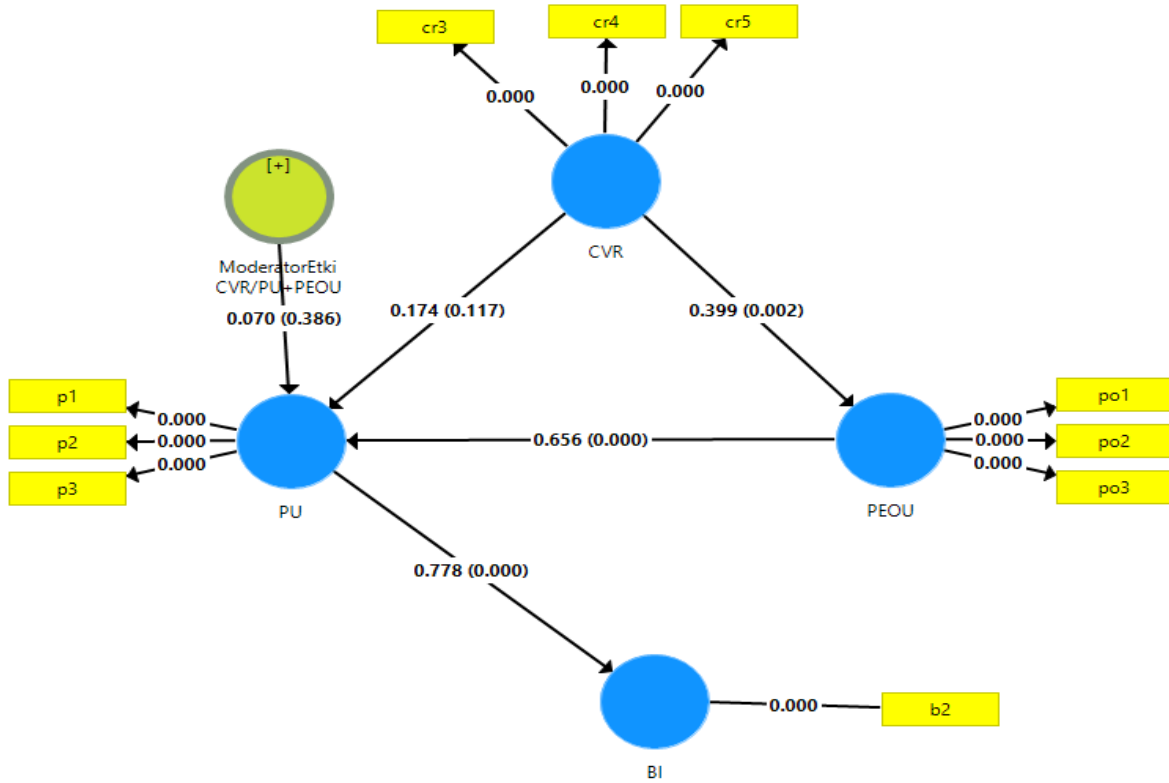 cr3
cr4
cr5
0.000
0.000
0.000
[+]
CVR
ModeratorEtki
CVR/PU+PEOU
0.070 (0.386)
0.174 (0.117)
0.399 (0.002)
p1
p2
p3
0.000
0.000
0.000
PU
0.656 (0.000)
PEOU
0.000
0.000
0.000
po1
po2
po3
0.778 (0.000)
0.000
b2
BI